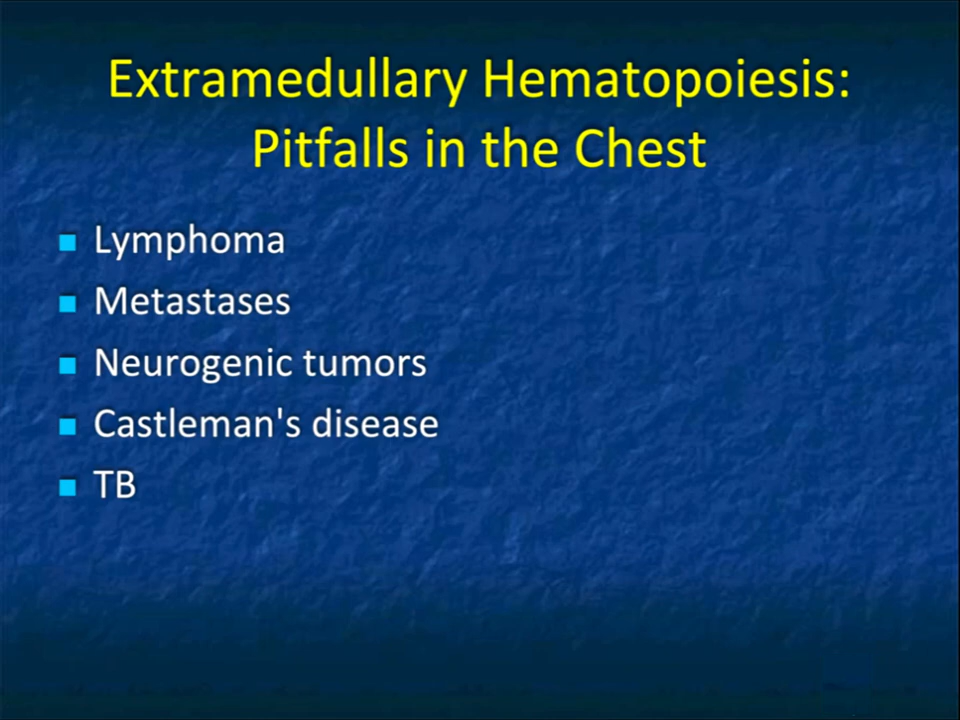 Extramedullary Hematopoiesis:
Pitfalls in the Chest
Lymphoma
Metastases
Neurogenic tumors
Castleman's disease
TB